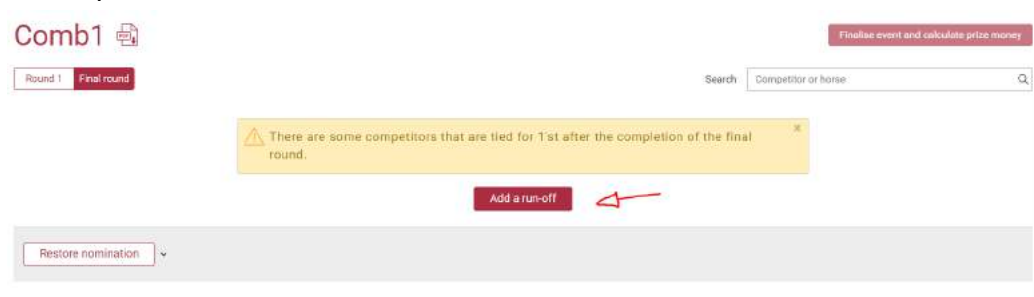 Comb1
Finalise event and calculate prize money
Round 1 Final round
Search Competitor or horse
There are some competitors that are tied for 1'st after the completion of the final
round.
x
Add a run-off
Restore nomination